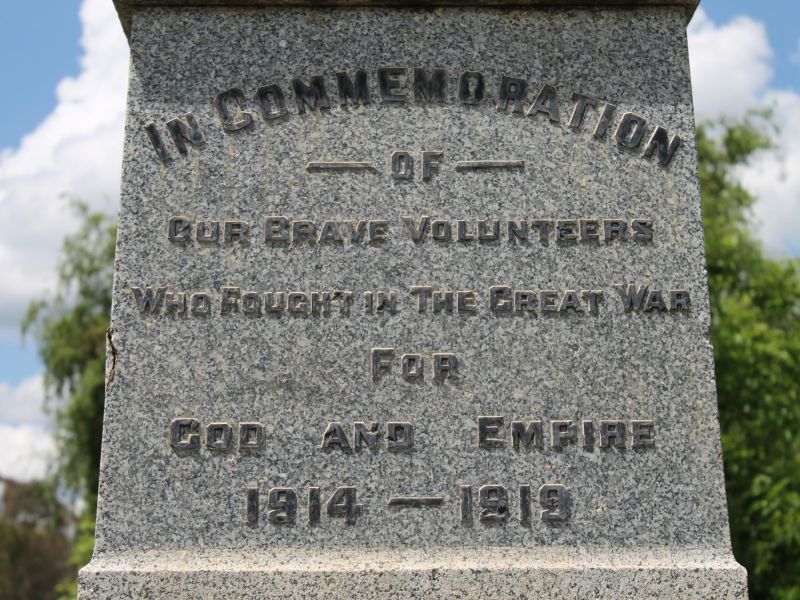 IN COMMEMORATION
— OF —
OUR BRAVE VOLUNTEERS
WHO FOUGHT IN THE GREAT WAR
FOR
GOD AND EMPIRE
1914 — 1919